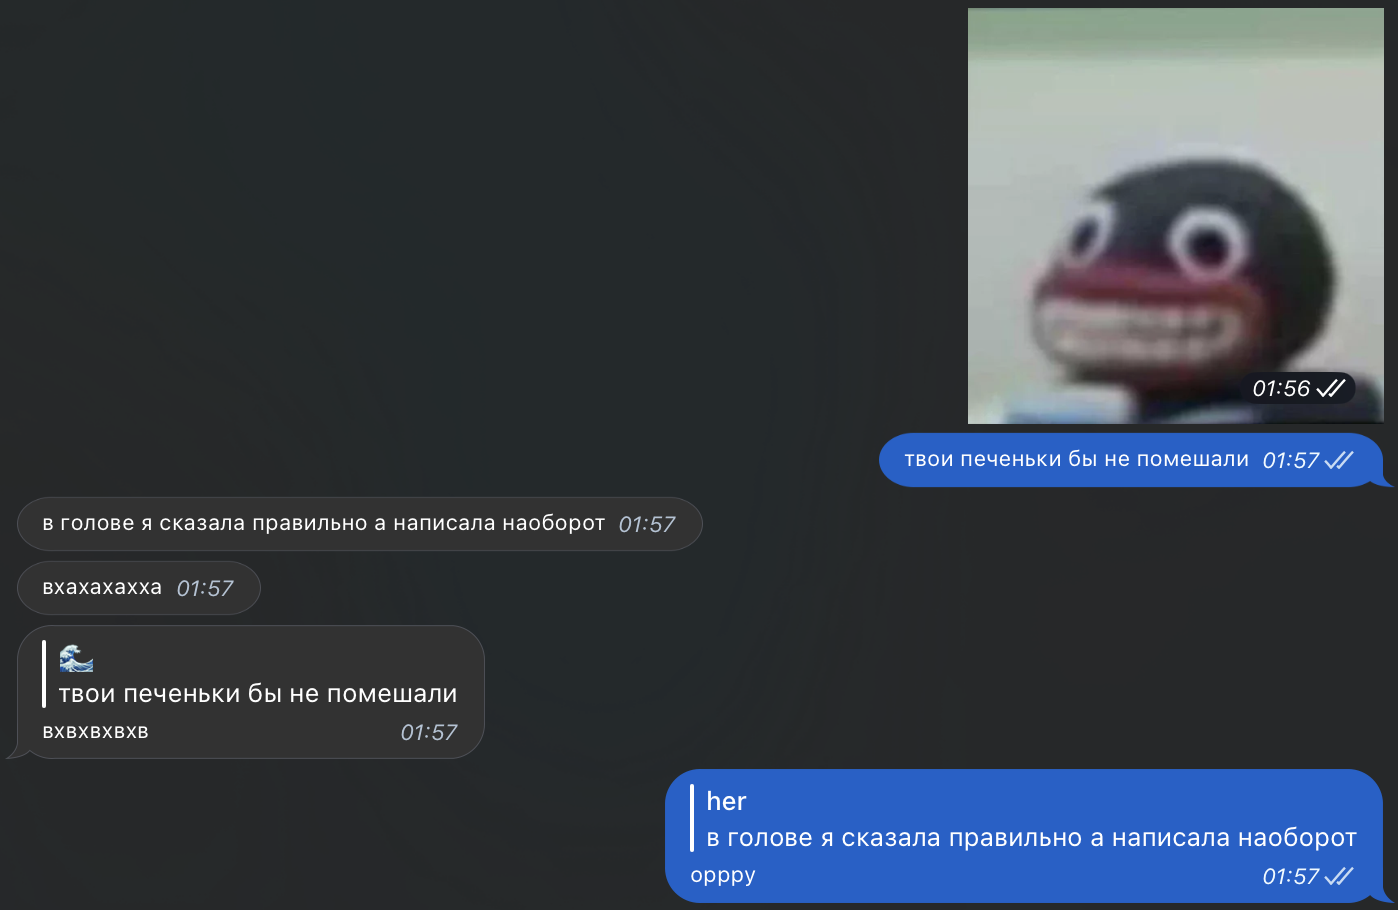 01:56
твои печеньки бы не помешали 01:57
в голове я сказала правильно а написала наоборот 01:57
вхахахахха 01:57
🌊
твои печеньки бы не помешали
вхвхвхвхв 01:57
her
в голове я сказала правильно а написала наоборот
оррру 01:57